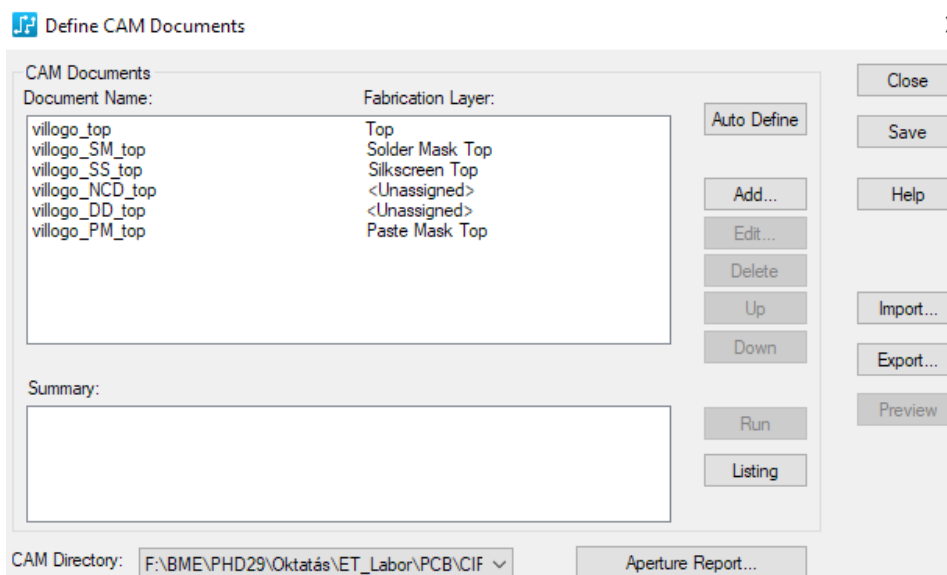 Define CAM Documents
CAM Documents
Document Name: Fabrication Layer:
villogo_top Top
villogo_SM_top Solder Mask Top
villogo_SS_top Silkscreen Top
villogo_NCD_top <Unassigned>
villogo_DD_top <Unassigned>
villogo_PM_top Paste Mask Top
Auto Define
Add...
Edit...
Delete
Up
Down
Summary:
Run
Listing
Close
Save
Help
Import...
Export...
Preview
CAM Directory: F:\BME\PHD29\Oktatás\ET_Labor\PCB\CIF
Aperture Report...